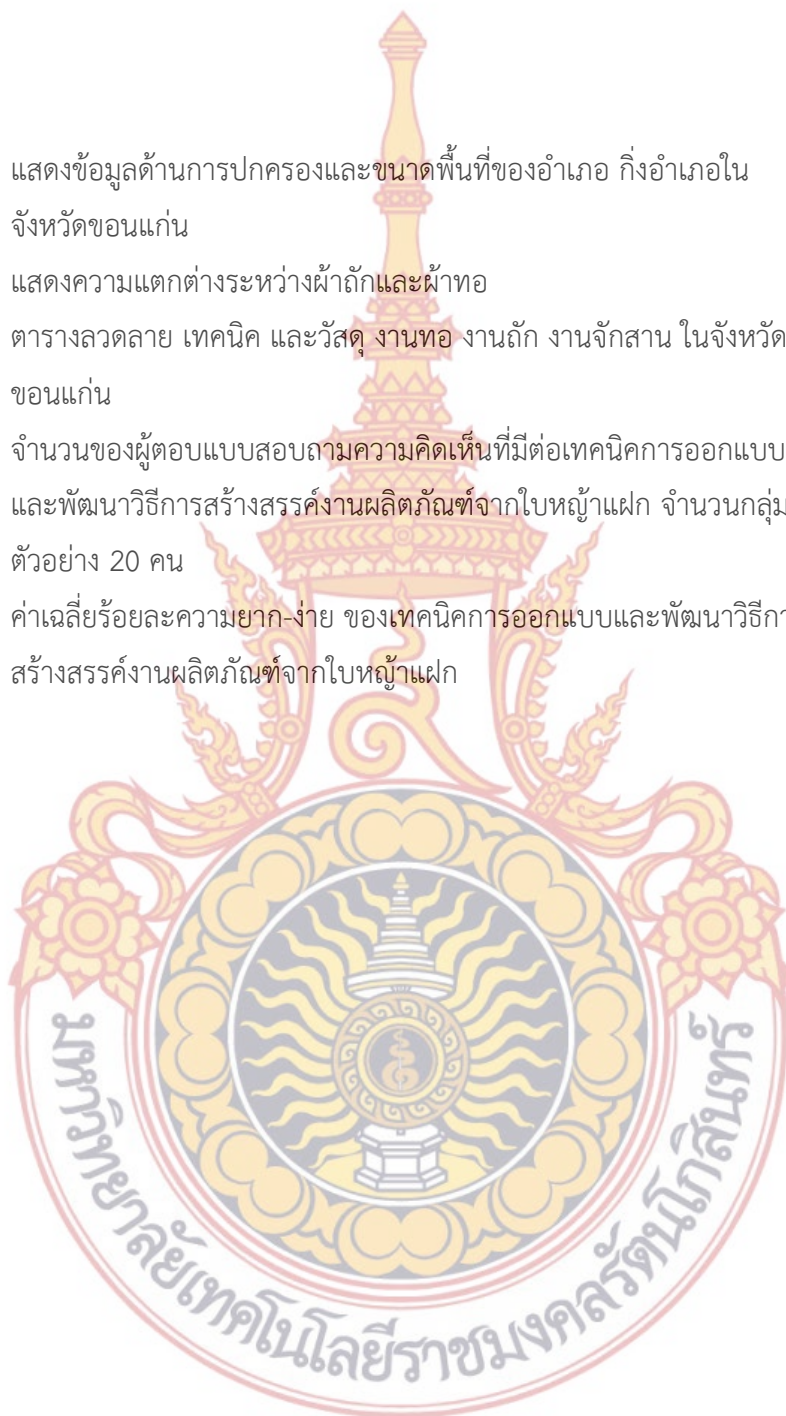 แสดงข้อมูลด้านการปกครองและขนาดพื้นที่ของอำเภอ กิ่งอำเภอใน
จังหวัดขอนแก่น
แสดงความแตกต่างระหว่างผ้าถักและผ้าทอ
ตารางลวดลาย เทคนิค และวัสดุ งานทอ งานถัก งานจักสาน ในจังหวัด
ขอนแก่น
จำนวนของผู้ตอบแบบสอบถามความคิดเห็นที่มีต่อเทคนิคการออกแบบ
และพัฒนาวิธีการสร้างสรรค์งานผลิตภัณฑ์จากใบหญ้าแฝก จำนวนกลุ่ม
ตัวอย่าง 20 คน
ค่าเฉลี่ยร้อยละความยาก-ง่าย ของเทคนิคการออกแบบและพัฒนาวิธีกา
สร้างสรรค์งานผลิตภัณฑ์จากใบหญ้าแฝก
มหาวิทยาลัยเทคโนโลยีราชมงคลรัตนโกสินทร์